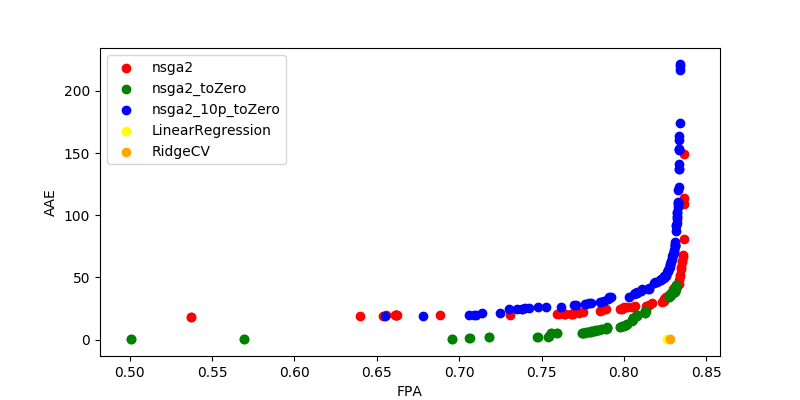 nsga2
nsga2_toZero
nsga2_10p_toZero
LinearRegression
RidgeCV
AAE
200
150
100
50
0
0.50 0.55 0.60 0.65 0.70 0.75 0.80 0.85
FPA